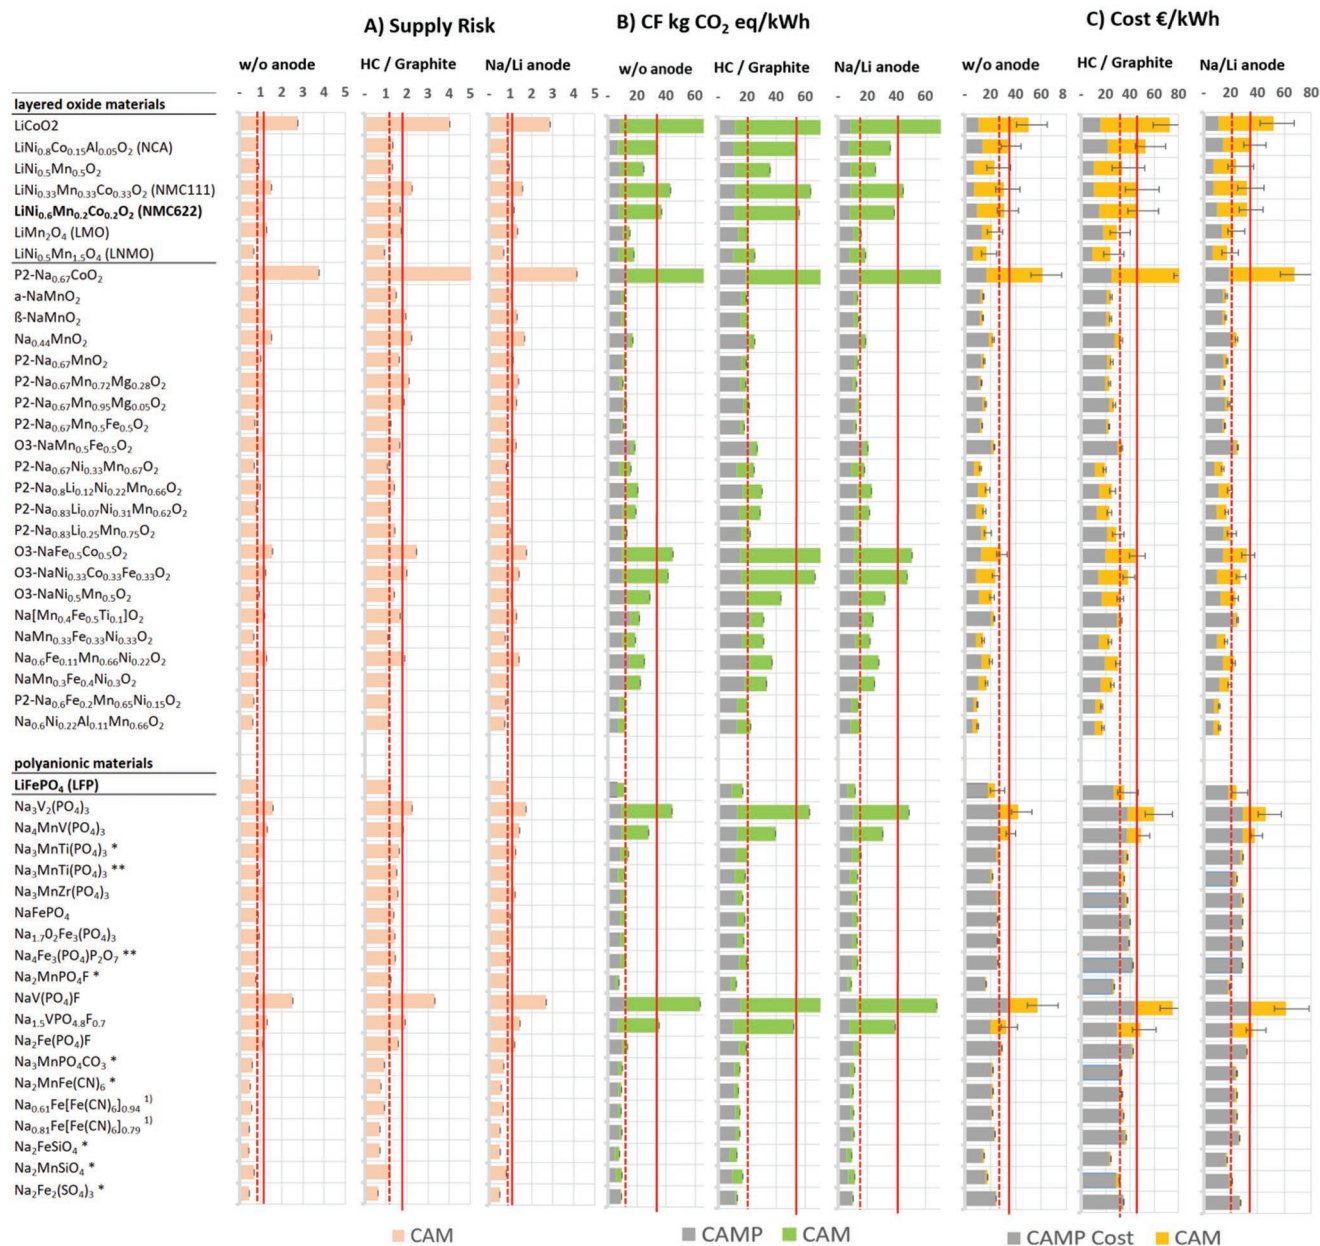 A) Supply Risk B) CF kg CO₂ eq/kWh C) Cost €/kWh
w/o anode HC / Graphite Na/Li anode w/o anode HC / Graphite Na/Li anode w/o anode HC / Graphite Na/Li anode
- 1 2 3 5 - 1 2 3 4 5 - 1 2 3 4 5 - 20 40 60 - 20 40 60 - 20 40 60 - 20 40 60 8 - 20 40 60 80 - 20 40 60 80
layered oxide materials
LiCoO2
LiNi₀.₈Co₀.₁₅Al₀.₀₅O₂ (NCA)
LiNi₀.₅Mn₀.₅O₂
LiNi₀.₃₃Mn₀.₃₃Co₀.₃₃O₂ (NMC111)
LiNi₀.₆Mn₀.₂Co₀.₂O₂ (NMC622)
LiMn₂O₄ (LMO)
LiNi₀.₅Mn₁.₅O₄ (LNMO)
P2-Na₀.₆₇CoO₂
a-NaMnO₂
ß-NaMnO₂
Na₀.₄₄MnO₂
P2-Na₀.₆₇MnO₂
P2-Na₀.₆₇Mn₀.₇₂Mg₀.₂₈O₂
P2-Na₀.₆₇Mn₀.₉₅Mg₀.₀₅O₂
P2-Na₀.₆₇Mn₀.₅Fe₀.₅O₂
O3-NaMn₀.₅Fe₀.₅O₂
P2-Na₀.₆₇Ni₀.₃₃Mn₀.₆₇O₂
P2-Na₀.₈Li₀.₁₂Ni₀.₂₂Mn₀.₆₆O₂
P2-Na₀.₈₃Li₀.₀₇Ni₀.₃₁Mn₀.₆₂O₂
P2-Na₀.₈₃Li₀.₂₅Mn₀.₇₅O₂
O3-NaFe₀.₅Co₀.₅O₂
O3-NaNi₀.₃₃Co₀.₃₃Fe₀.₃₃O₂
O3-NaNi₀.₅Mn₀.₅O₂
Na[Mn₀.₄Fe₀.₅Ti₀.₁]O₂
NaMn₀.₃₃Fe₀.₃₃Ni₀.₃₃O₂
Na₀.₆Fe₀.₁₁Mn₀.₆₆Ni₀.₂₂O₂
NaMn₀.₃Fe₀.₄Ni₀.₃O₂
P2-Na₀.₆Fe₀.₂Mn₀.₆₅Ni₀.₁₅O₂
Na₀.₆Ni₀.₂₂Al₀.₁₁Mn₀.₆₆O₂
polyanionic materials
LiFePO₄ (LFP)
Na₃V₂(PO₄)₃
Na₄MnV(PO₄)₃
Na₃MnTi(PO₄)₃ *
Na₃MnTi(PO₄)₃ **
Na₃MnZr(PO₄)₃
NaFePO₄
Na₁.₇0₂Fe₃(PO₄)₃
Na₄Fe₃(PO₄)P₂O₇ **
Na₂MnPO₄F *
NaV(PO₄)F
Na₁.₅VPO₄.₈F₀.₇
Na₂Fe(PO₄)F
Na₃MnPO₄CO₃ *
Na₂MnFe(CN)₆ *
Na₀.₆₁Fe[Fe(CN)₆]₀.₉₄ ¹⁾
Na₀.₈₁Fe[Fe(CN)₆]₀.₇₉ ¹⁾
Na₂FeSiO₄ *
Na₂MnSiO₄ *
Na₂Fe₂(SO₄)₃ *
CAM CAMP CAM CAMP Cost CAM